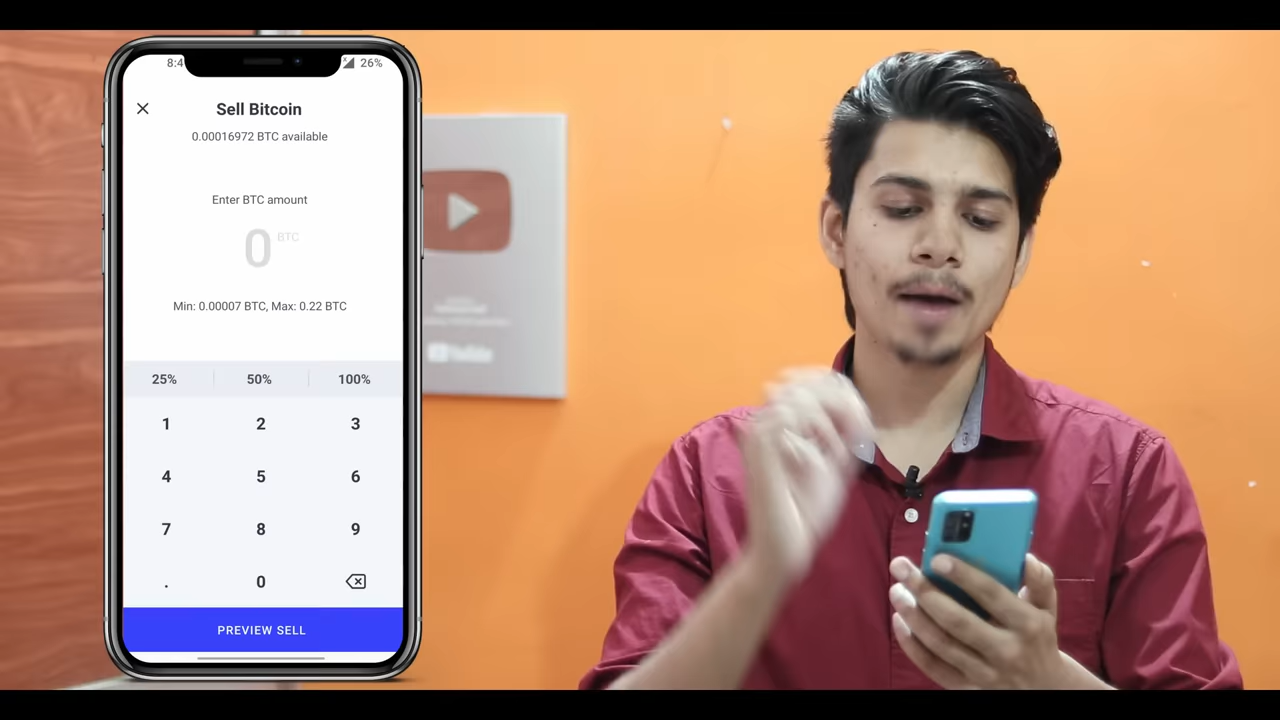 8:4
26%
Sell Bitcoin
0.00016972 BTC available
Enter BTC amount
0 BTC
Min: 0.00007 BTC, Max: 0.22 BTC
25% 50% 100%
1 2 3
4 5 6
7 8 9
. 0
PREVIEW SELL
YouTube